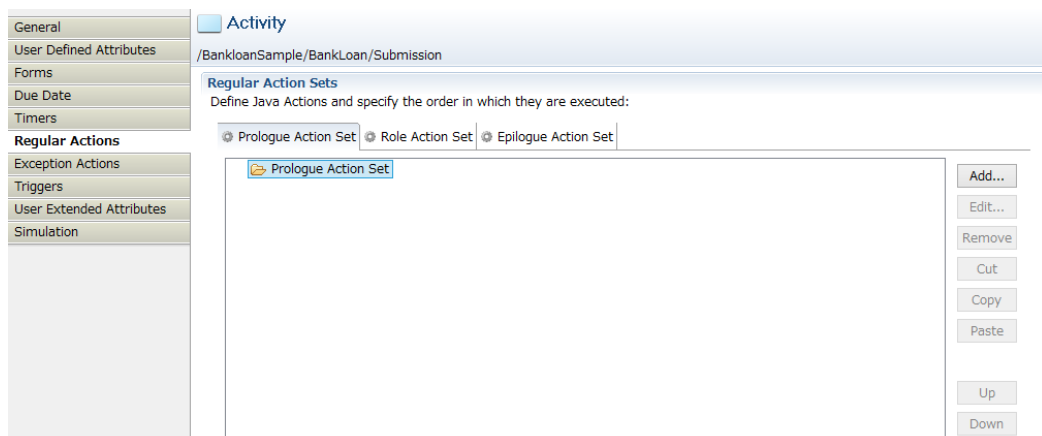 General
User Defined Attributes
Forms
Due Date
Timers
Regular Actions
Exception Actions
Triggers
User Extended Attributes
Simulation
Activity
/BankloanSample/BankLoan/Submission
Regular Action Sets
Define Java Actions and specify the order in which they are executed:
Prologue Action Set Role Action Set Epilogue Action Set
Prologue Action Set
Add...
Edit...
Remove
Cut
Copy
Paste
Up
Down